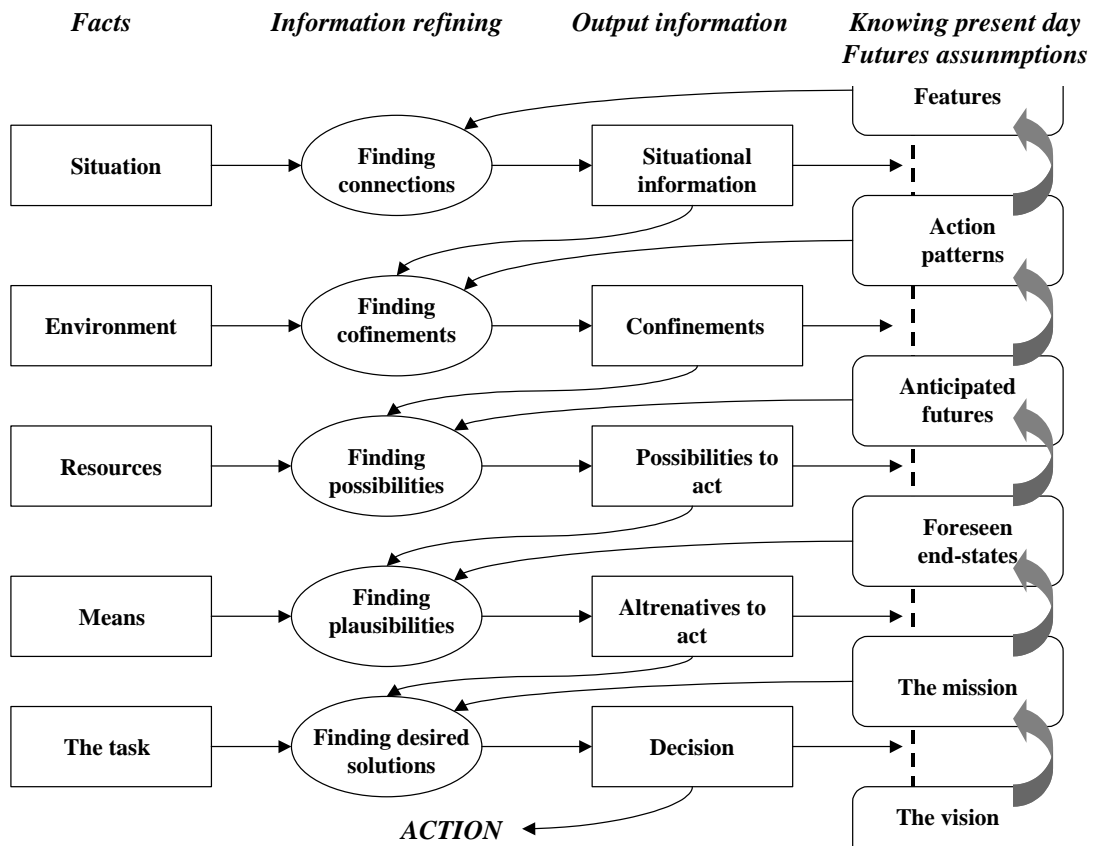 Facts
Information refining
Output information
Knowing present day
Futures assunmptions
Features
Situation
Finding
connections
Situational
information
Action
patterns
Environment
Finding
cofinements
Confinements
Anticipated
futures
Resources
Finding
possibilities
Possibilities to
act
Foreseen
end-states
Means
Finding
plausibilities
Altrenatives to
act
The mission
The task
Finding desired
solutions
Decision
The vision
ACTION